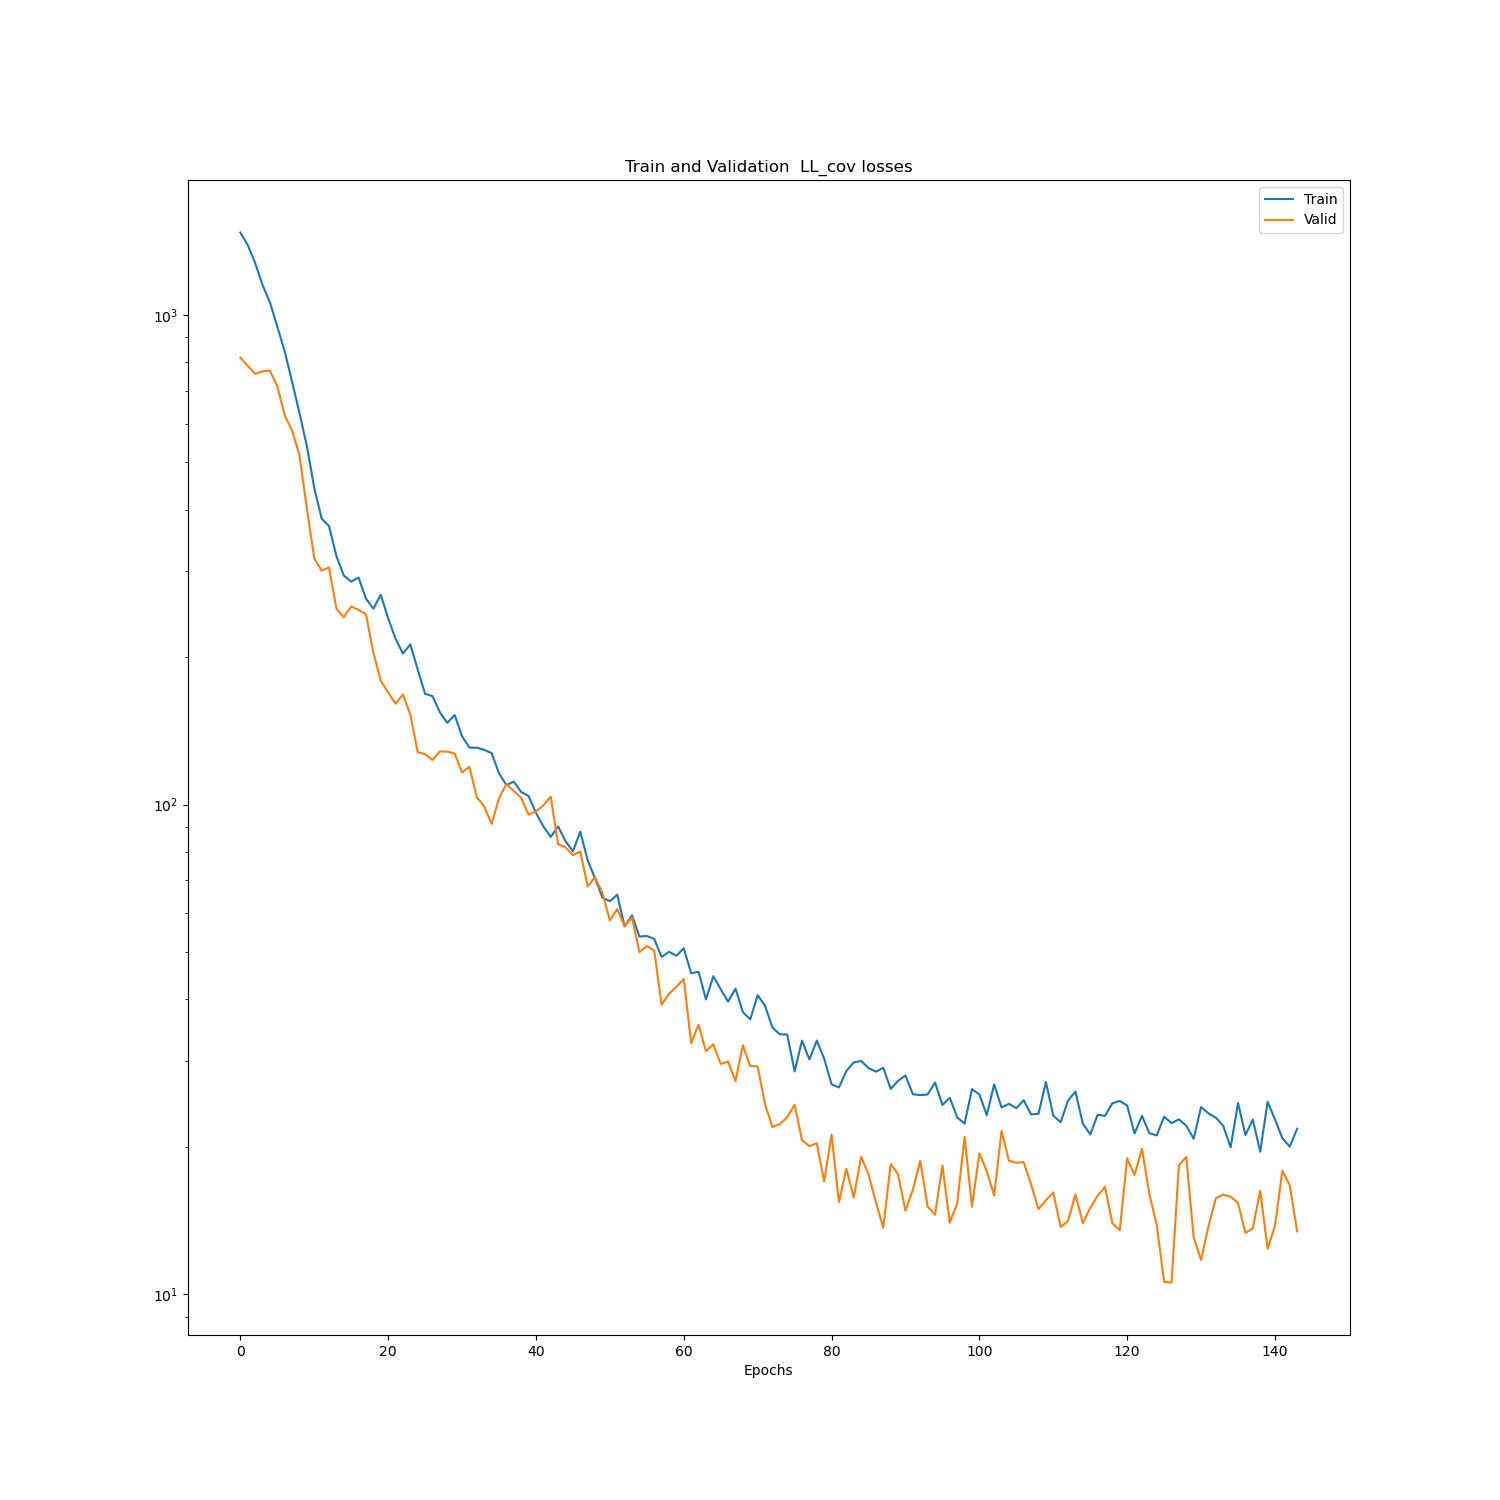 Train and Validation  LL_cov losses
Train
Valid
10³
10²
10¹
0 20 40 60 80 100 120 140
Epochs